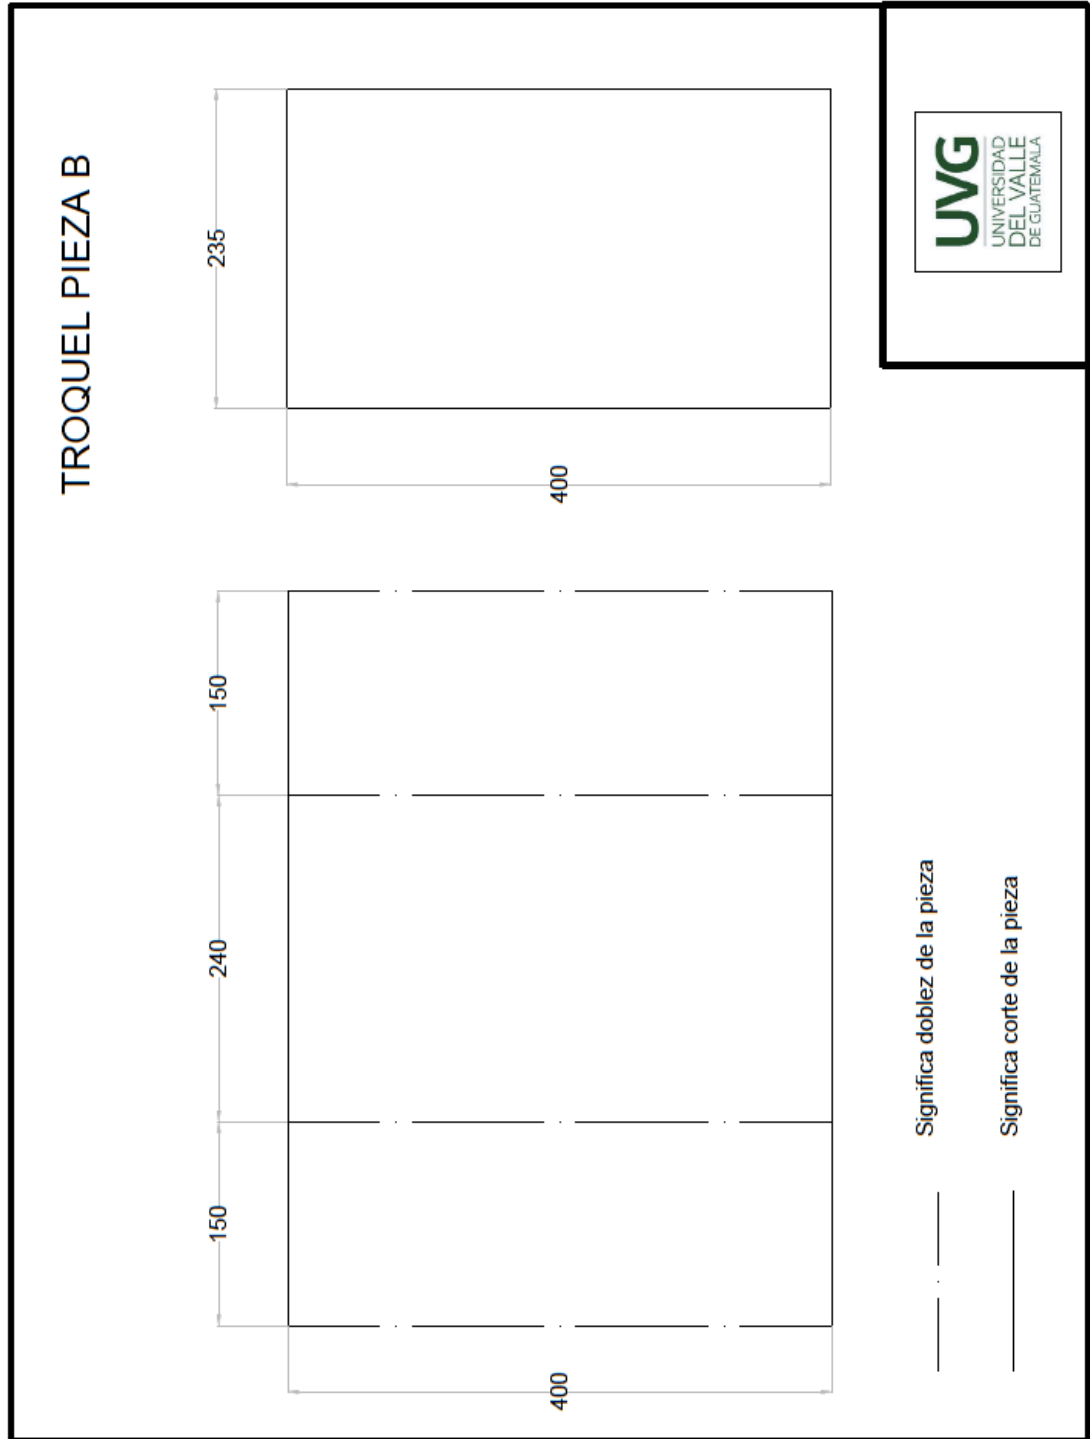 TROQUEL PIEZA B
150
240
150
235
400
400
Significa doblez de la pieza
Significa corte de la pieza
UVG
UNIVERSIDAD
DEL VALLE
DE GUATEMALA